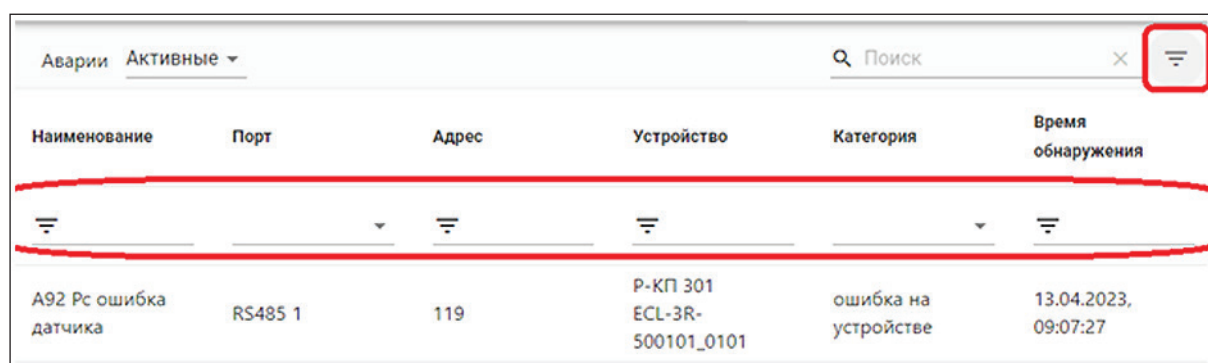 Аварии Активные Поиск
Наименование Порт Адрес Устройство Категория Время
обнаружения
А92 Рс ошибка
датчика RS485 1 119 Р-КП 301
ECL-3R-
500101_0101 ошибка на
устройстве 13.04.2023,
09:07:27